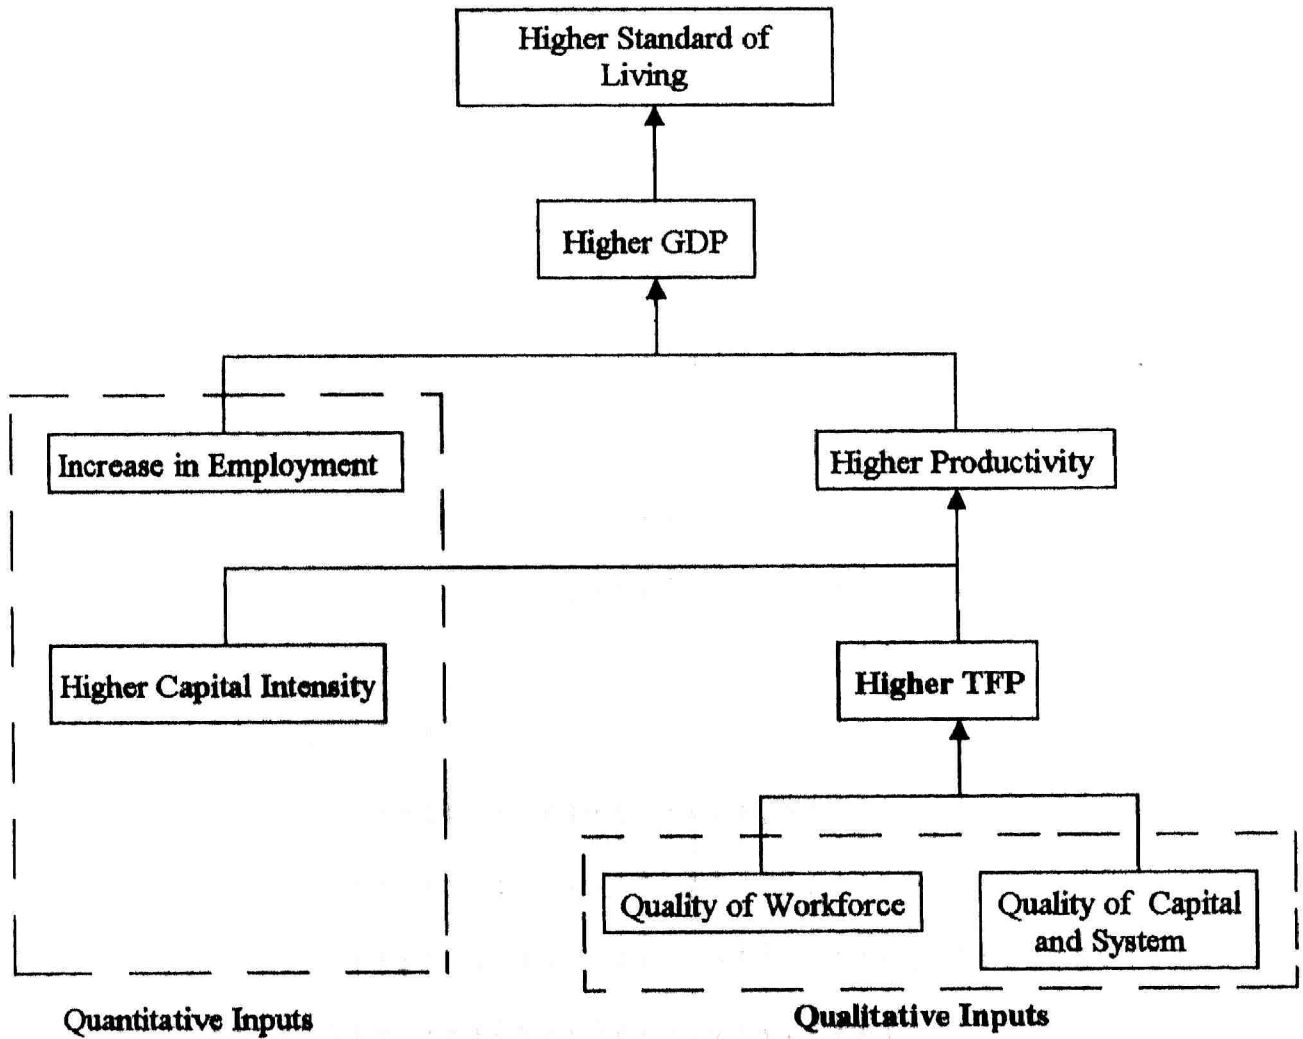 Higher Standard of
Living
Higher GDP
Increase in Employment
Higher Productivity
Higher Capital Intensity
Higher TFP
Quality of Workforce
Quality of Capital
and System
Quantitative Inputs
Qualitative Inputs